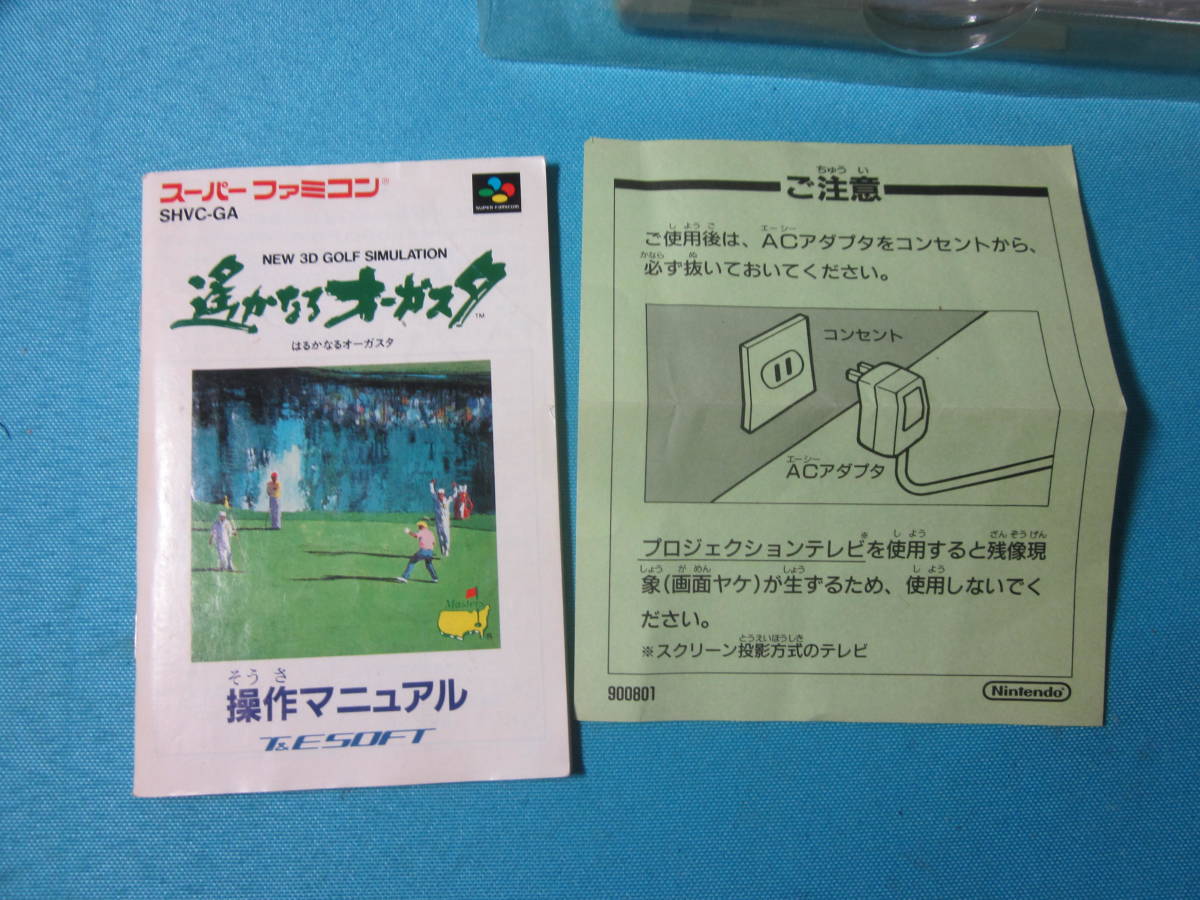 スーパーファミコン®
SHVC-GA
SUPER FAMICOM
NEW 3D GOLF SIMULATION
遙かなるオーガスタ™
はるかなるオーガスタ
Masters
®
そうさ
操作マニュアル
T&ESOFT
ちゅうい
ご注意
しようご
エーシー
ご使用後は、ACアダプタをコンセントから、
かなら
ぬ
必ず抜いておいてください。
コンセント
エーシー
ACアダプタ
しよう
ざんぞうげん
プロジェクションテレビ※を使用すると残像現
しょう
がめん
しょう
しよう
象(画面ヤケ)が生ずるため、使用しないでく
ださい。
とうえいほうしき
※スクリーン投影方式のテレビ
900801
Nintendo®